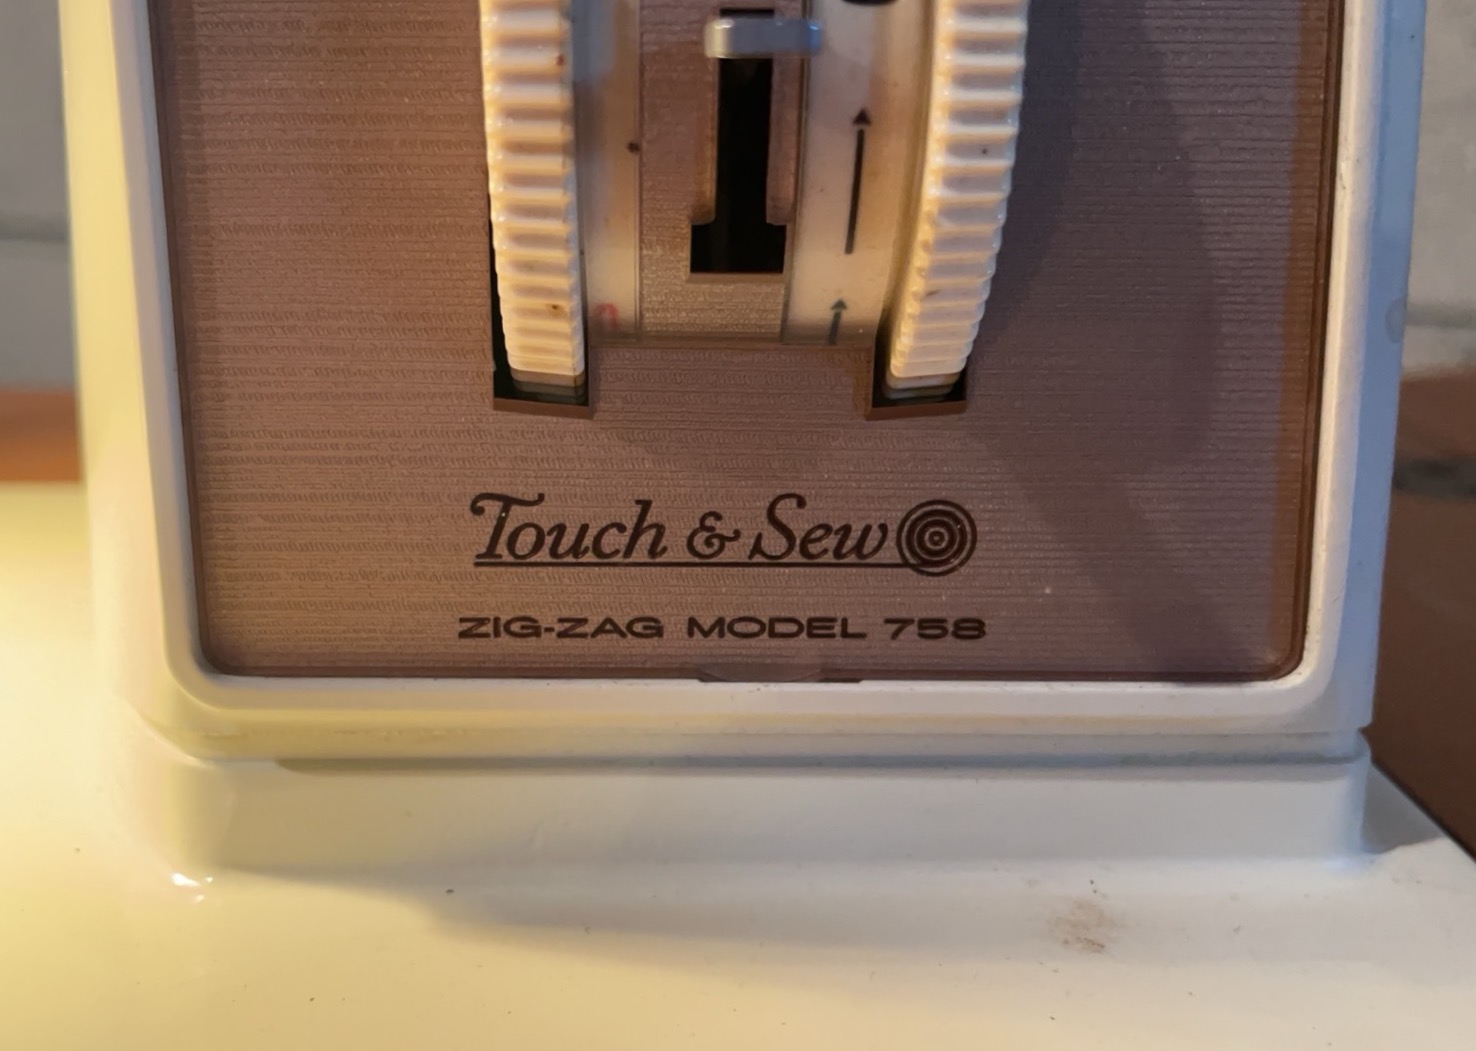 Touch & Sew
ZIG-ZAG MODEL 758